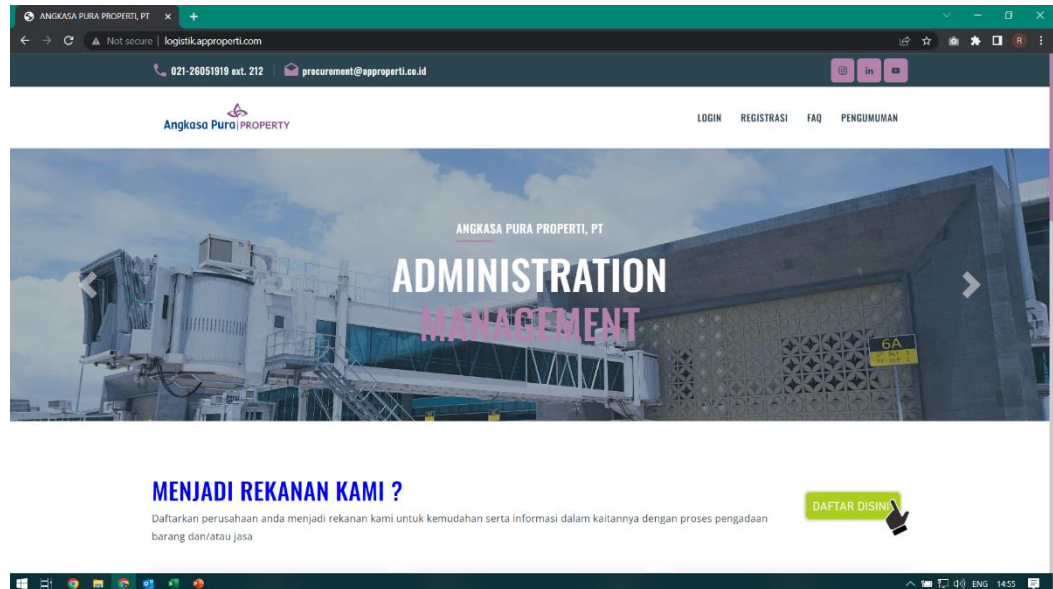 ANGKASA PURA PROPERTI, PT
Not secure | logistik.approperti.com
R
021-26051919 ext. 212 | procurement@approperti.co.id
in
Angkasa Pura|PROPERTY
LOGIN REGISTRASI FAQ PENGUMUMAN
ANGKASA PURA PROPERTI, PT
ADMINISTRATION
MANAGEMENT
6A
MENJADI REKANAN KAMI ?
DAFTAR DISINI
Daftarkan perusahaan anda menjadi rekanan kami untuk kemudahan serta informasi dalam kaitannya dengan proses pengadaan
barang dan/atau jasa
ENG 14:55